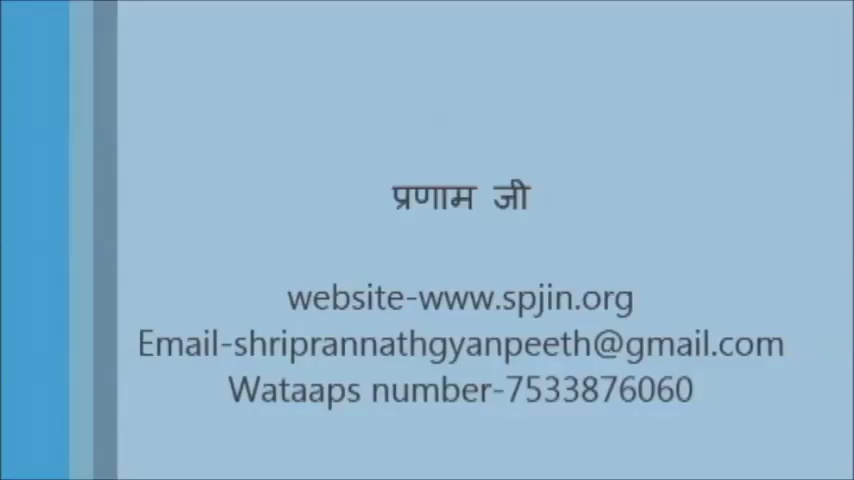 प्रणाम जी
website-www.spjin.org
Email-shriprannathgyanpeeth@gmail.com
Wataaps number-7533876060